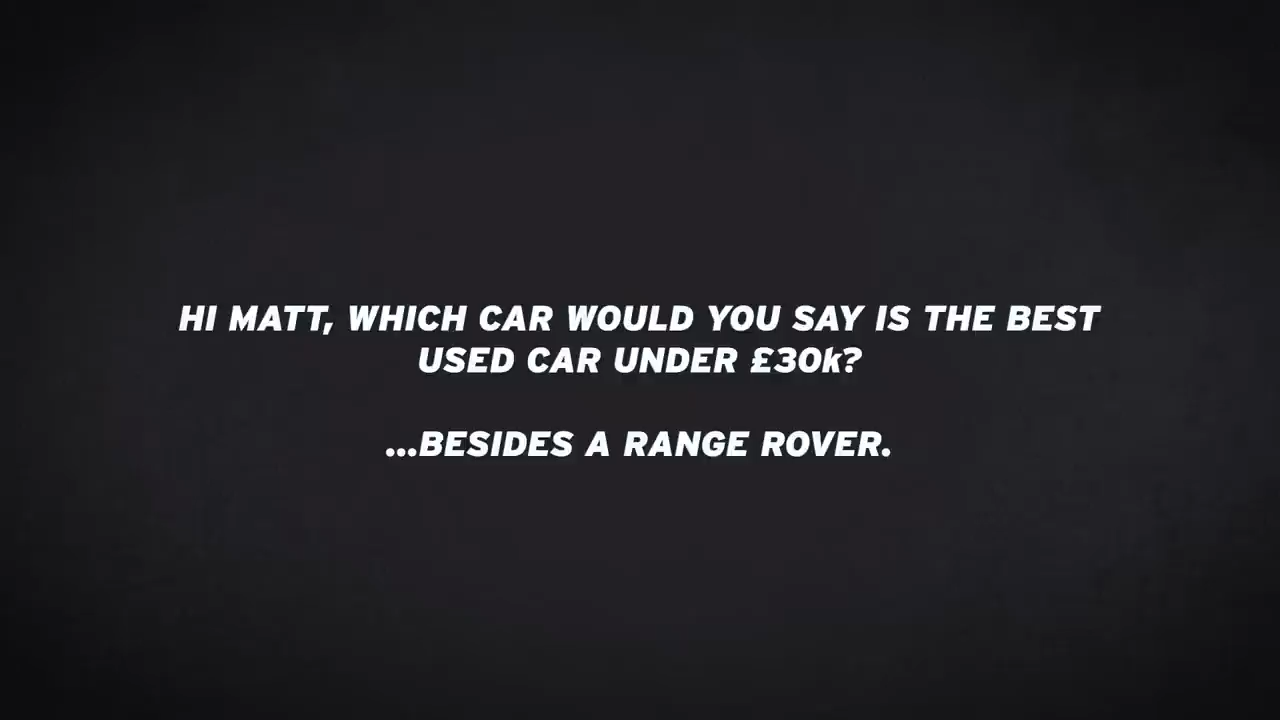 HI MATT, WHICH CAR WOULD YOU SAY IS THE BEST
USED CAR UNDER £30k?
...BESIDES A RANGE ROVER.